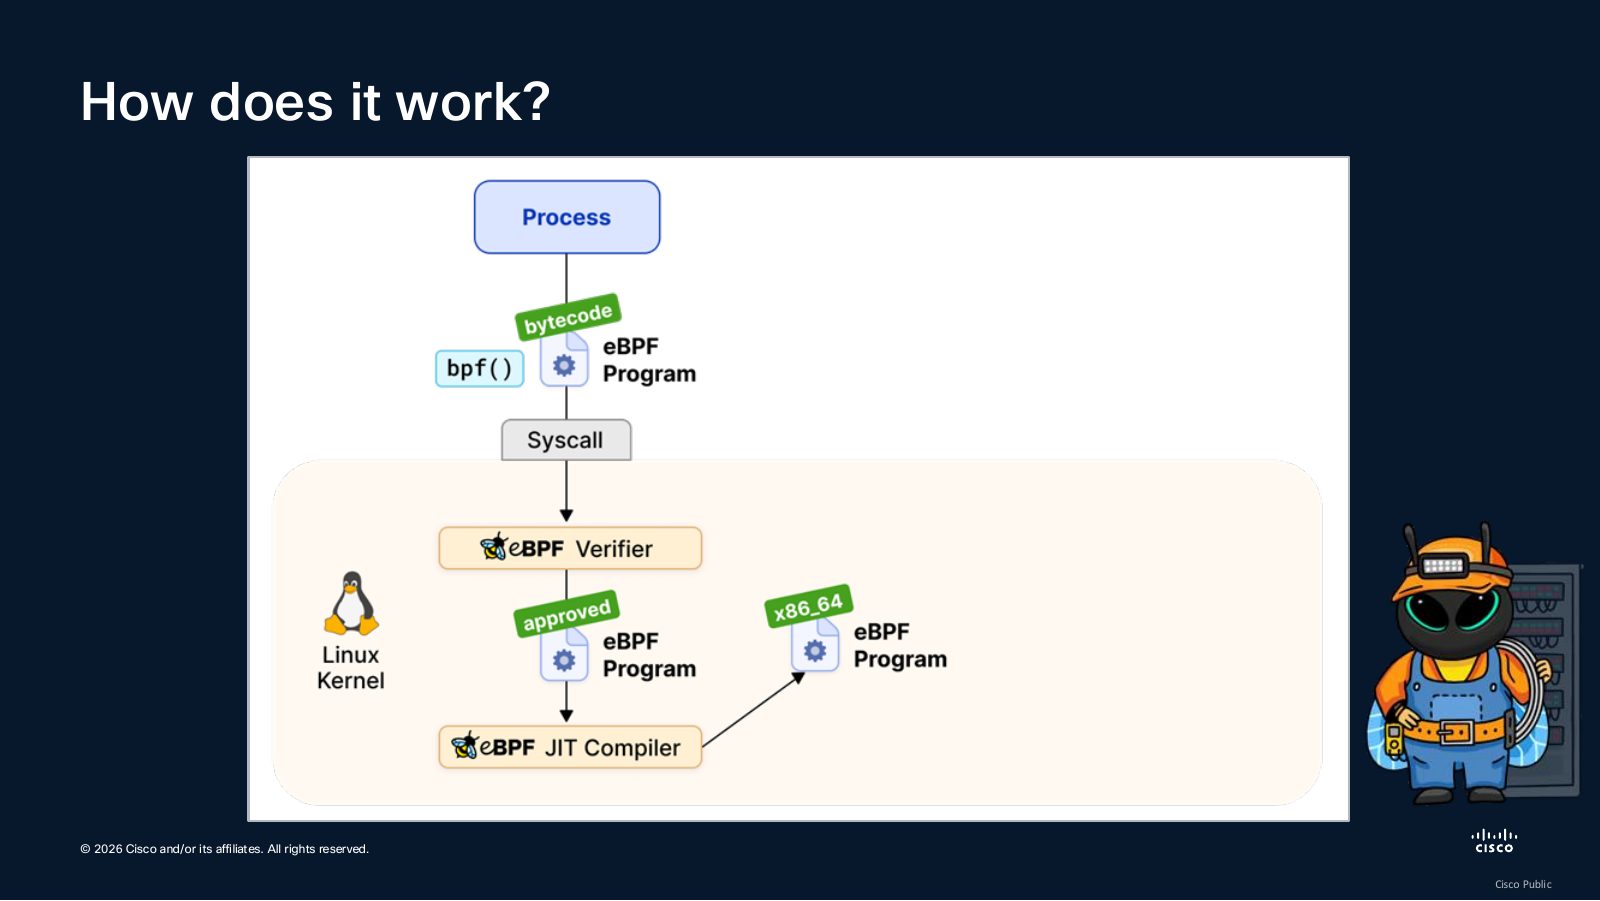 How does it work?
Process
bytecode
bpf()
eBPF
Program
Syscall
eBPF Verifier
approved
eBPF
Program
x86_64
eBPF
Program
Linux
Kernel
eBPF JIT Compiler
© 2026 Cisco and/or its affiliates. All rights reserved.
CISCO
Cisco Public